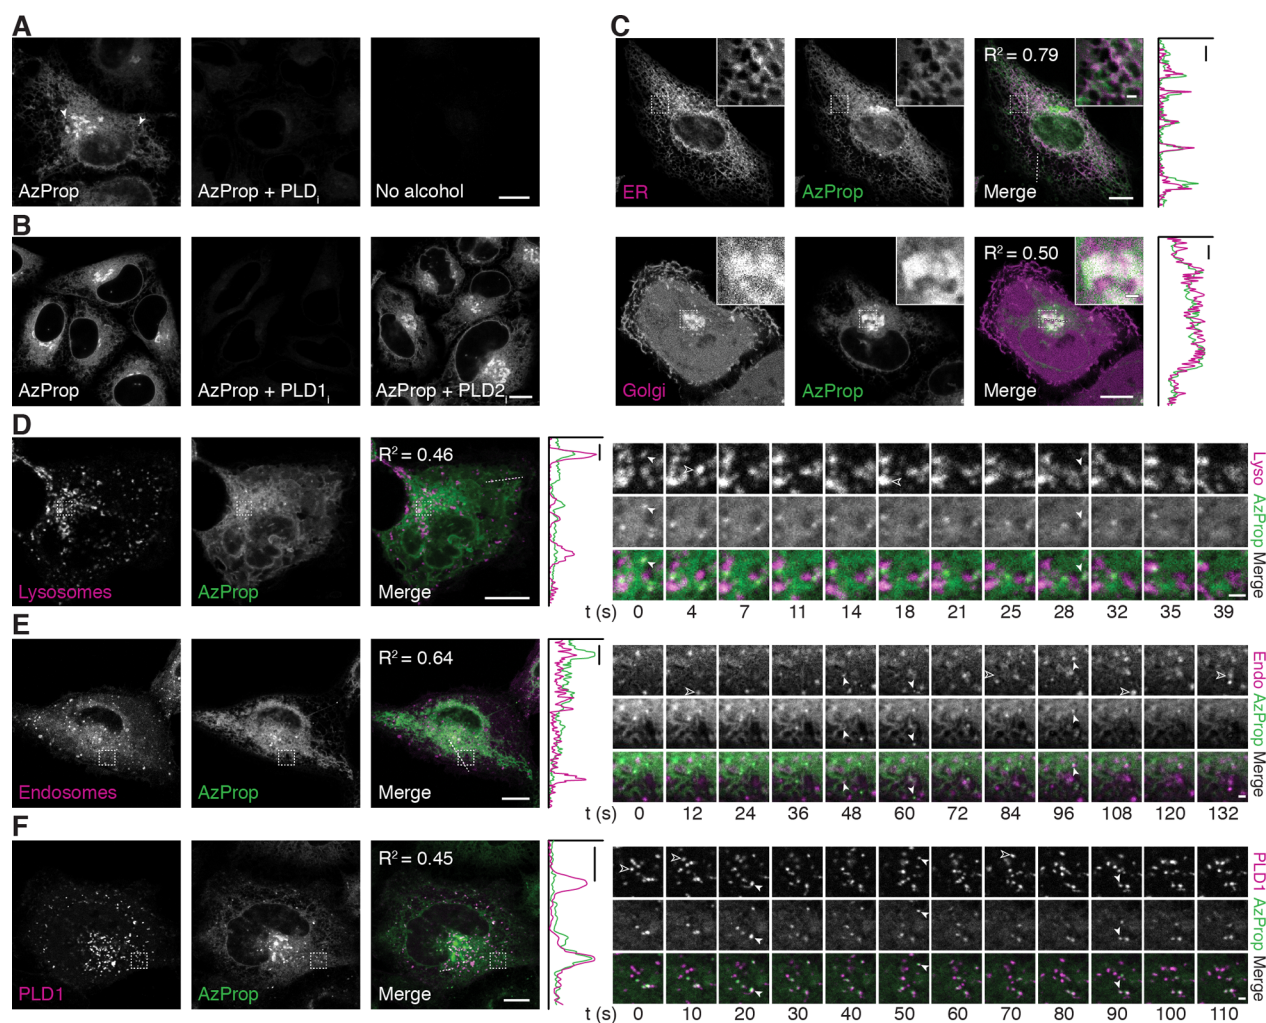 A
AzProp
AzProp + PLDi
No alcohol
B
AzProp
AzProp + PLD1i
AzProp + PLD2i
C
ER
AzProp
R² = 0.79
Merge
Golgi
AzProp
R² = 0.50
Merge
D
Lysosomes
AzProp
R² = 0.46
Merge
Lyso AzProp Merge
t (s) 0 4 7 11 14 18 21 25 28 32 35 39
E
Endosomes
AzProp
R² = 0.64
Merge
Endo AzProp Merge
t (s) 0 12 24 36 48 60 72 84 96 108 120 132
F
PLD1
AzProp
R² = 0.45
Merge
PLD1 AzProp Merge
t (s) 0 10 20 30 40 50 60 70 80 90 100 110